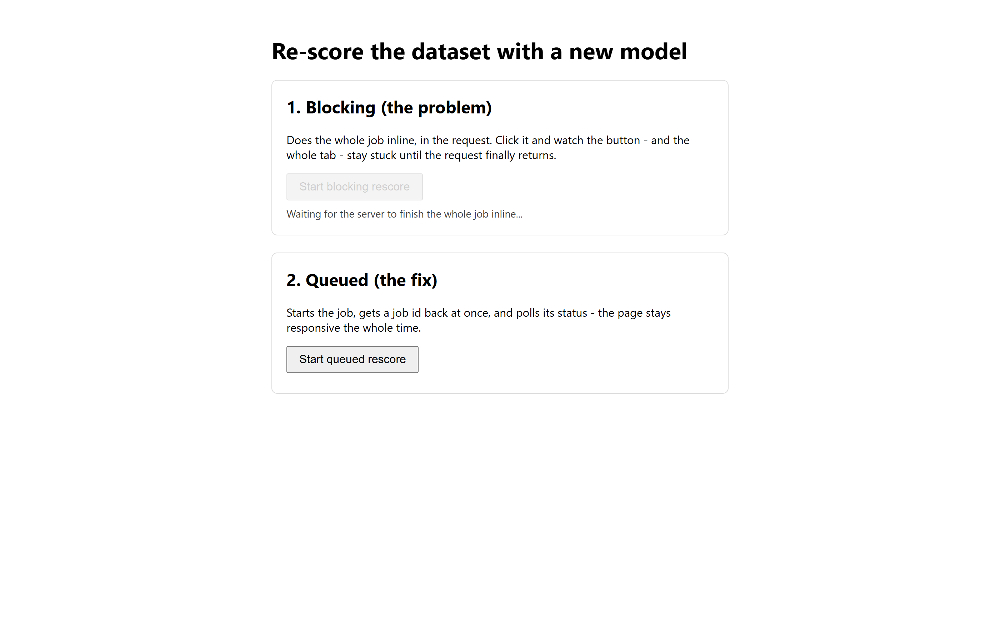 Re-score the dataset with a new model
1. Blocking (the problem)
Does the whole job inline, in the request. Click it and watch the button - and the
whole tab - stay stuck until the request finally returns.
Start blocking rescore
Waiting for the server to finish the whole job inline...
2. Queued (the fix)
Starts the job, gets a job id back at once, and polls its status - the page stays
responsive the whole time.
Start queued rescore